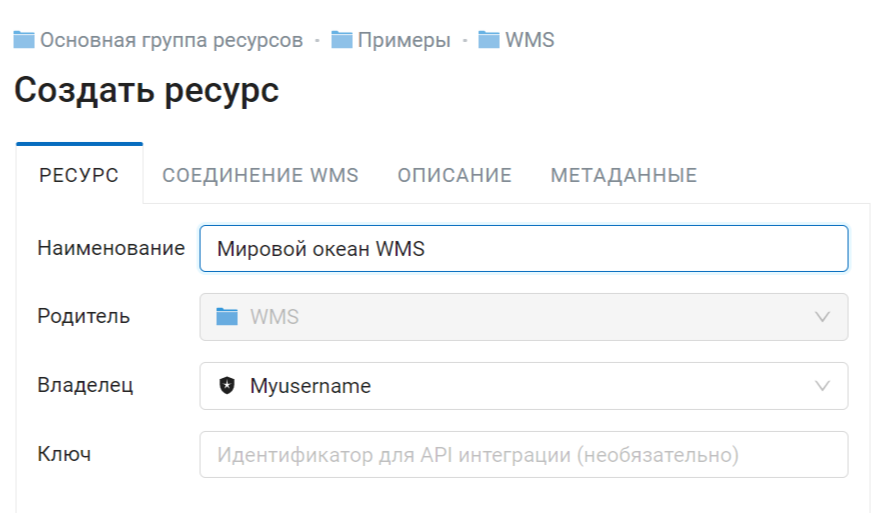 Основная группа ресурсов · Примеры · WMS
Создать ресурс
РЕСУРС СОЕДИНЕНИЕ WMS ОПИСАНИЕ МЕТАДАННЫЕ
Наименование Мировой океан WMS
Родитель WMS
Владелец Myusername
Ключ Идентификатор для API интеграции (необязательно)